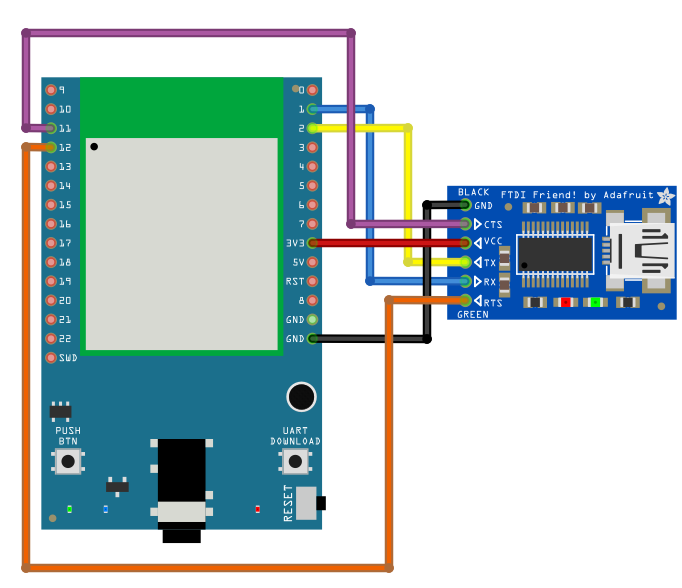 9
10
11
12
13
14
15
16
17
18
19
20
21
22
SWD
0
1
2
3
4
5
6
7
3V3
5V
RST
8
GND
GND
PUSH
BTN
UART
DOWNLOAD
RESET
BLACK
FTDI Friend! by Adafruit
GND
CTS
VCC
TX
RX
RTS
GREEN